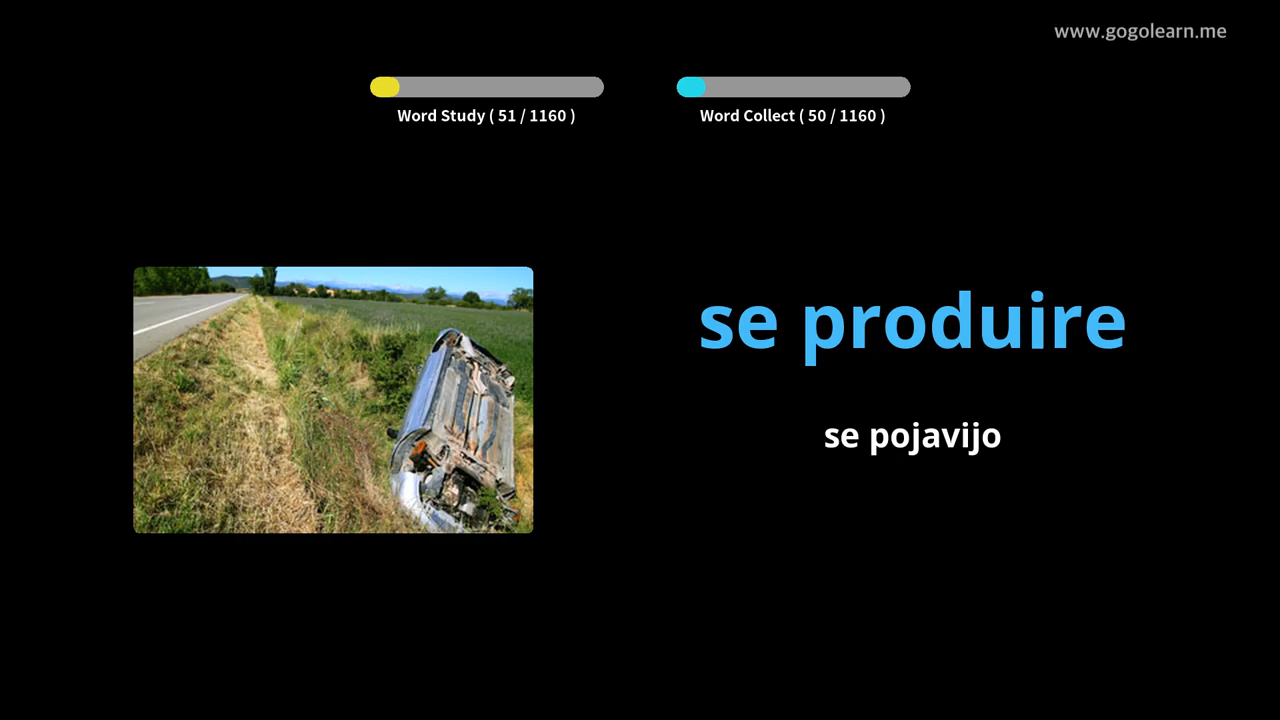 www.gogolearn.me
Word Study ( 51 / 1160 )
Word Collect ( 50 / 1160 )
se produire
se pojavijo